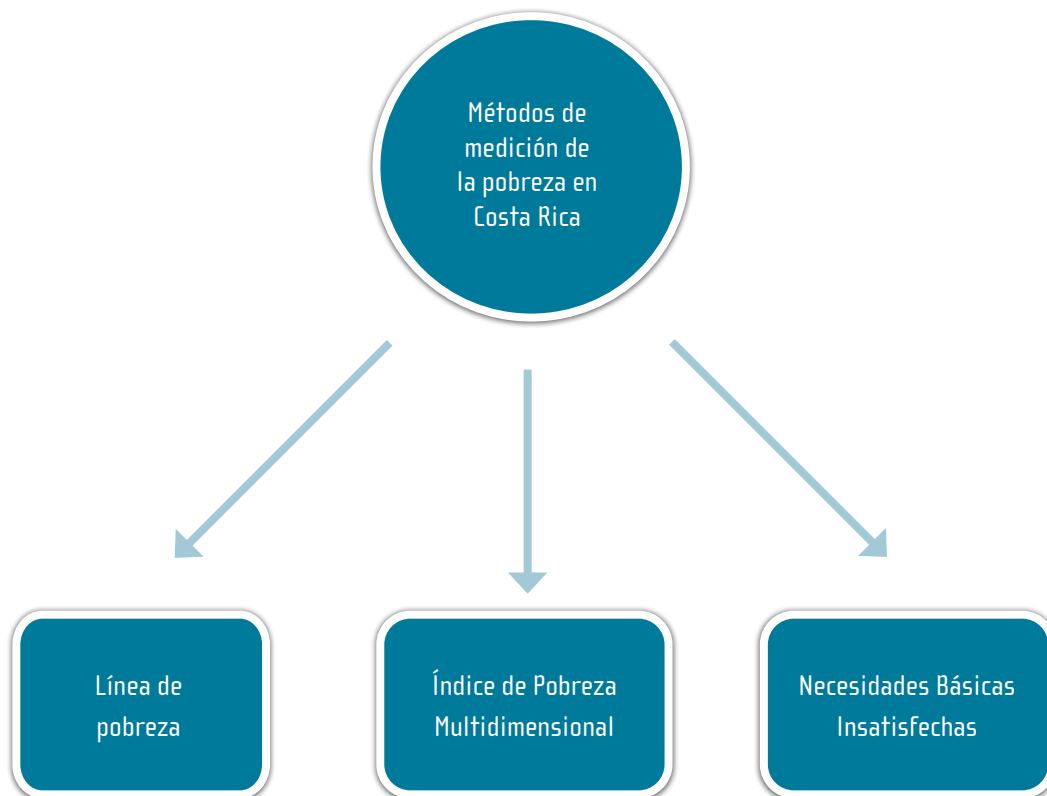 Métodos de
medición de
la pobreza en
Costa Rica
Línea de
pobreza
Índice de Pobreza
Multidimensional
Necesidades Básicas
Insatisfechas